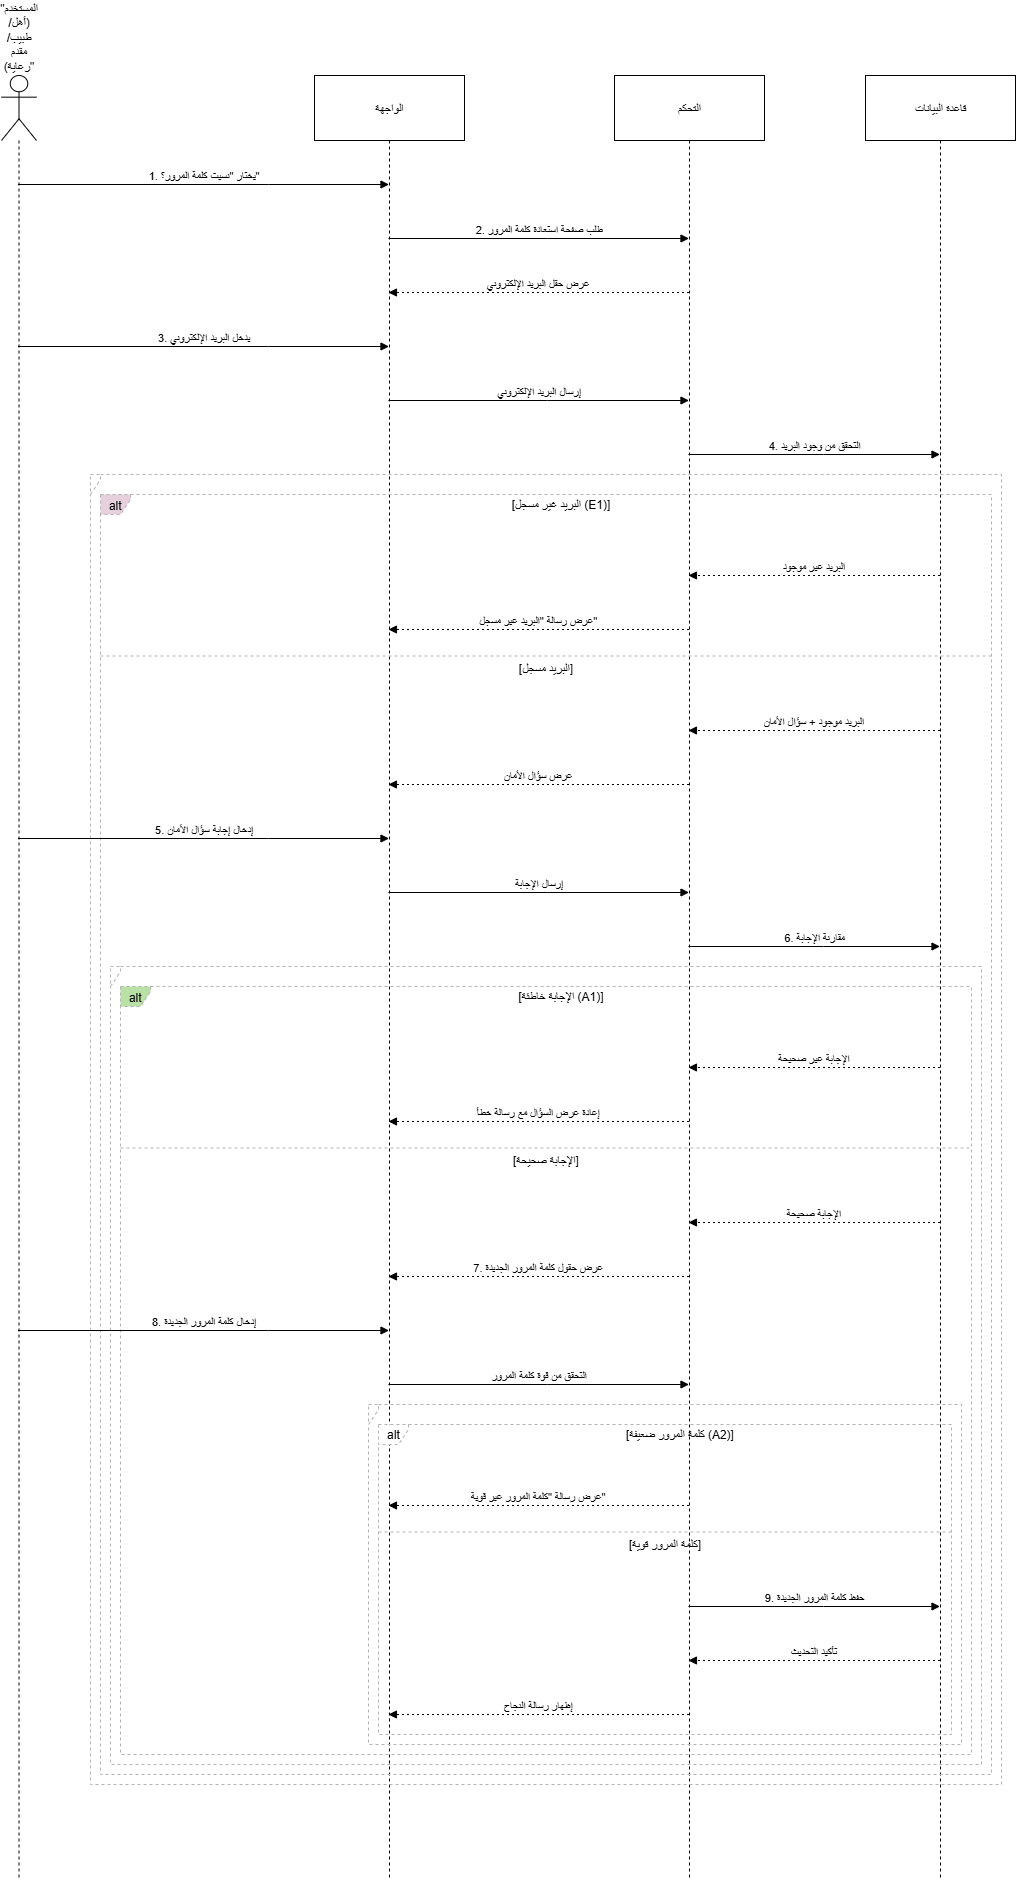 "المستخدم
(أهل/
طبيب/
مقدم
رعاية)"
الواجهة
التحكم
قاعدة البيانات
1. يختار "نسيت كلمة المرور؟"
2. طلب صفحة استعادة كلمة المرور
عرض حقل البريد الإلكتروني
3. يدخل البريد الإلكتروني
إرسال البريد الإلكتروني
4. التحقق من وجود البريد
alt
[البريد غير مسجل (E1)]
البريد غير موجود
عرض رسالة "البريد غير مسجل"
[البريد مسجل]
البريد موجود + سؤال الأمان
عرض سؤال الأمان
5. إدخال إجابة سؤال الأمان
إرسال الإجابة
6. مقارنة الإجابة
alt
[الإجابة خاطئة (A1)]
الإجابة غير صحيحة
إعادة عرض السؤال مع رسالة خطأ
[الإجابة صحيحة]
الإجابة صحيحة
7. عرض حقول كلمة المرور الجديدة
8. إدخال كلمة المرور الجديدة
التحقق من قوة كلمة المرور
alt
[كلمة المرور ضعيفة (A2)]
عرض رسالة "كلمة المرور غير قوية"
[كلمة المرور قوية]
9. حفظ كلمة المرور الجديدة
تأكيد التحديث
إظهار رسالة النجاح